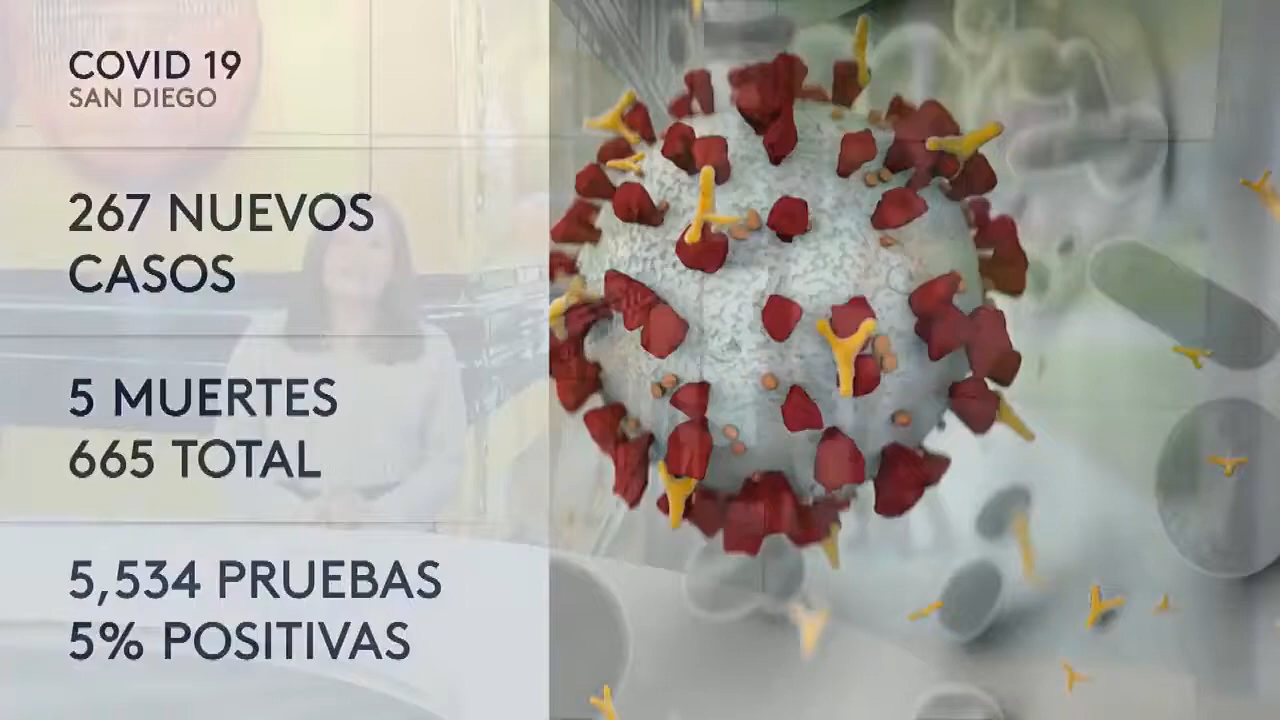 COVID 19
SAN DIEGO
267 NUEVOS
CASOS
5 MUERTES
665 TOTAL
5,534 PRUEBAS
5% POSITIVAS